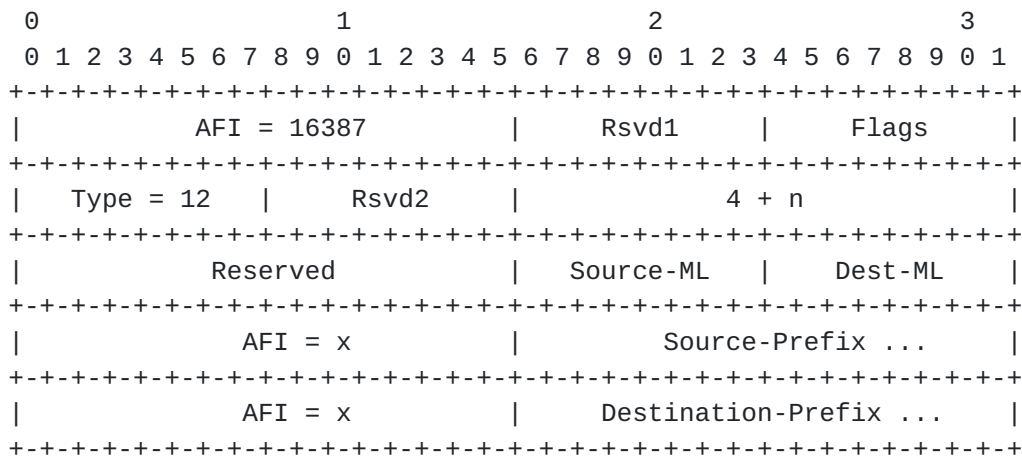 0                   1                   2                   3
 0 1 2 3 4 5 6 7 8 9 0 1 2 3 4 5 6 7 8 9 0 1 2 3 4 5 6 7 8 9 0 1
+-+-+-+-+-+-+-+-+-+-+-+-+-+-+-+-+-+-+-+-+-+-+-+-+-+-+-+-+-+-+-+-+
|           AFI = 16387         |     Rsvd1     |     Flags     |
+-+-+-+-+-+-+-+-+-+-+-+-+-+-+-+-+-+-+-+-+-+-+-+-+-+-+-+-+-+-+-+-+
|   Type = 12   |     Rsvd2     |             4 + n             |
+-+-+-+-+-+-+-+-+-+-+-+-+-+-+-+-+-+-+-+-+-+-+-+-+-+-+-+-+-+-+-+-+
|            Reserved           |   Source-ML   |    Dest-ML    |
+-+-+-+-+-+-+-+-+-+-+-+-+-+-+-+-+-+-+-+-+-+-+-+-+-+-+-+-+-+-+-+-+
|              AFI = x          |         Source-Prefix ...     |
+-+-+-+-+-+-+-+-+-+-+-+-+-+-+-+-+-+-+-+-+-+-+-+-+-+-+-+-+-+-+-+-+
|              AFI = x          |     Destination-Prefix ...    |
+-+-+-+-+-+-+-+-+-+-+-+-+-+-+-+-+-+-+-+-+-+-+-+-+-+-+-+-+-+-+-+-+